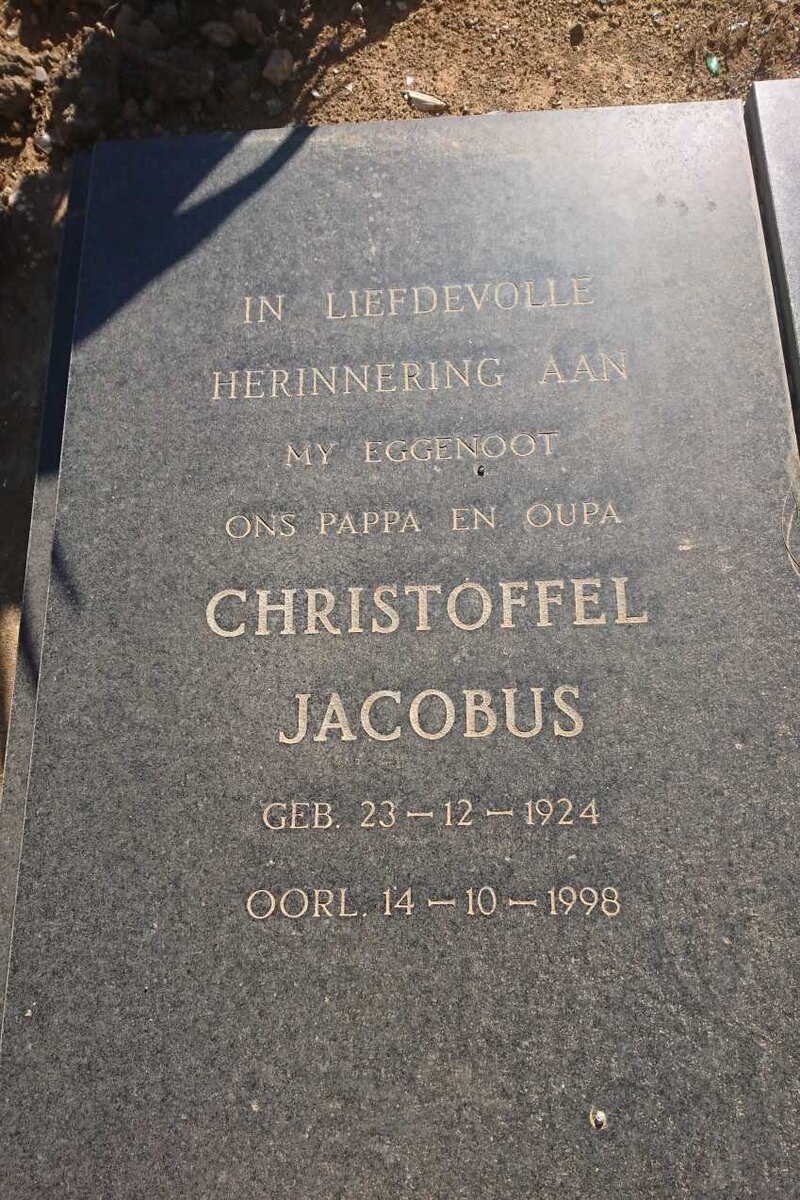 IN LIEFDEVOLLE
HERINNERING AAN
MY EGGENOOT
ONS PAPPA EN OUPA
CHRISTOFFEL
JACOBUS
GEB. 23-12-1924
OORL. 14-10-1998